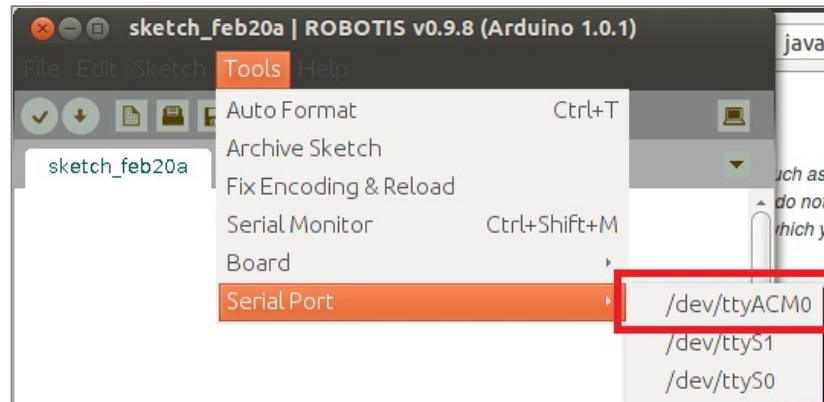 sketch_feb20a | ROBOTIS v0.9.8 (Arduino 1.0.1)
java
File Edit Sketch Tools Help
Auto Format Ctrl+T
Archive Sketch
sketch_feb20a
Fix Encoding & Reload
Serial Monitor Ctrl+Shift+M
Board
Serial Port
/dev/ttyACM0
/dev/ttyS1
/dev/ttyS0
uch as
do not
which y